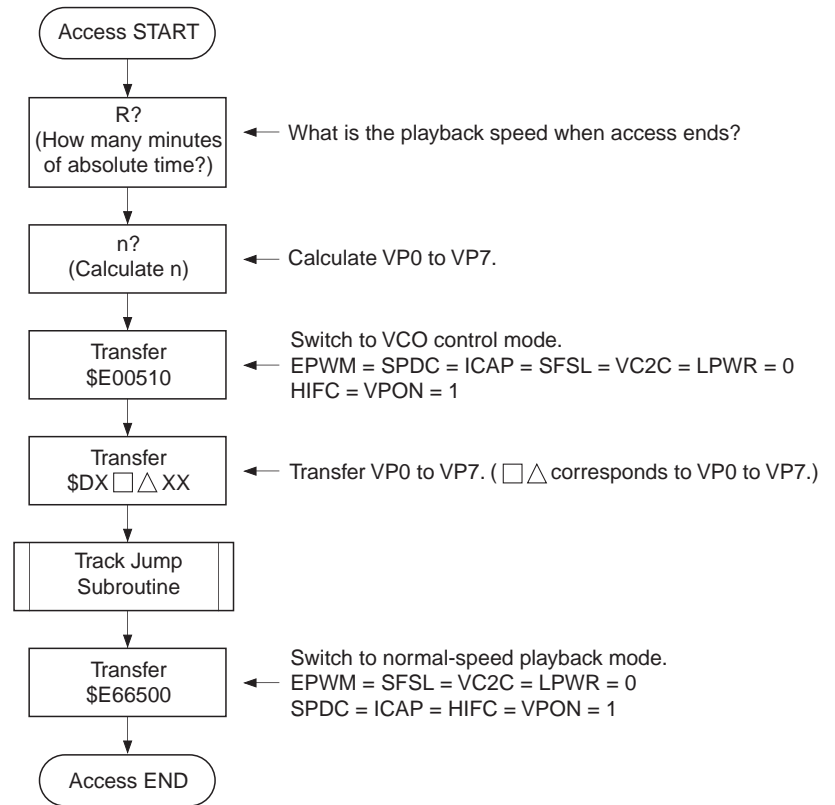 Access START
R?
(How many minutes
of absolute time?)
What is the playback speed when access ends?
n?
(Calculate n)
Calculate VP0 to VP7.
Transfer
$E00510
Switch to VCO control mode.
EPWM = SPDC = ICAP = SFSL = VC2C = LPWR = 0
HIFC = VPON = 1
Transfer
$DX □ △ XX
Transfer VP0 to VP7. ( □ △ corresponds to VP0 to VP7.)
Track Jump
Subroutine
Transfer
$E66500
Switch to normal-speed playback mode.
EPWM = SFSL = VC2C = LPWR = 0
SPDC = ICAP = HIFC = VPON = 1
Access END